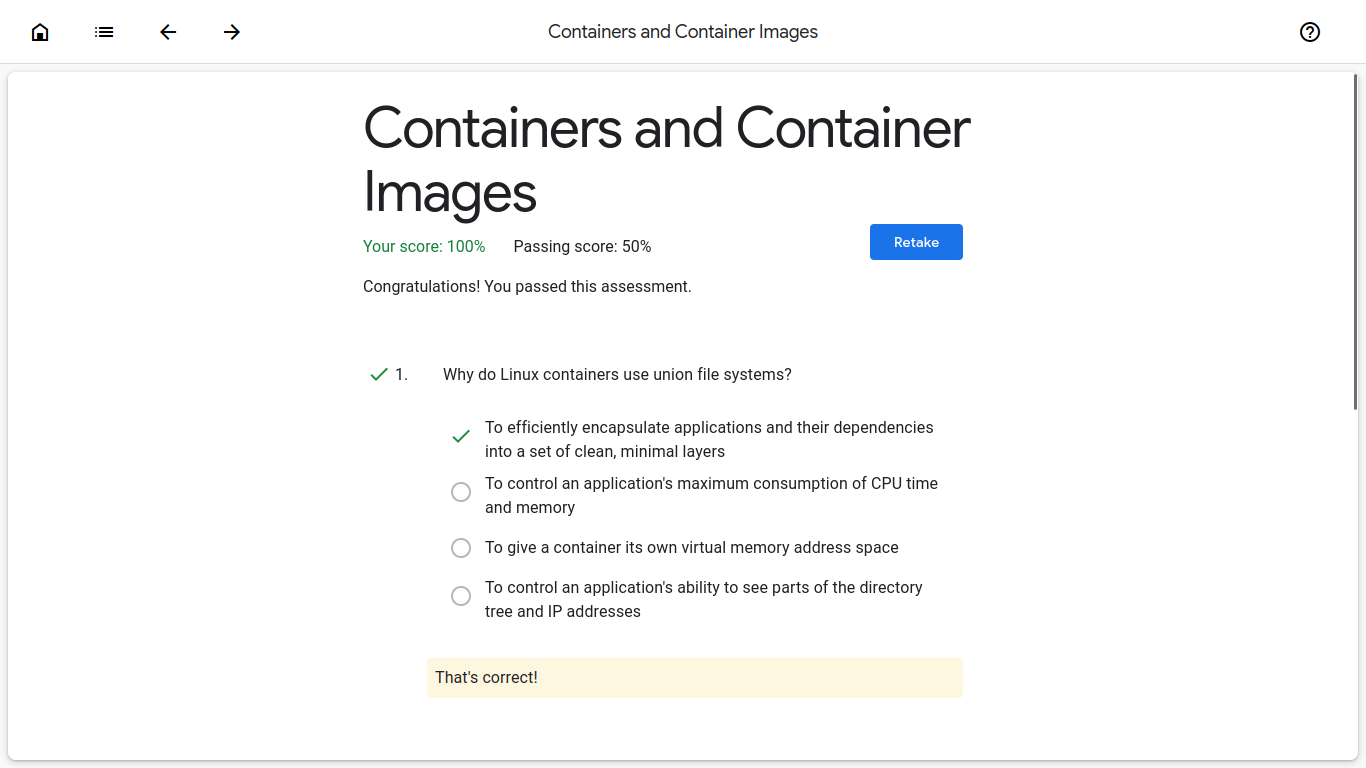 Containers and Container Images
Containers and Container
Images
Your score: 100% Passing score: 50%
Retake
Congratulations! You passed this assessment.
1. Why do Linux containers use union file systems?
To efficiently encapsulate applications and their dependencies
into a set of clean, minimal layers
To control an application's maximum consumption of CPU time
and memory
To give a container its own virtual memory address space
To control an application's ability to see parts of the directory
tree and IP addresses
That's correct!